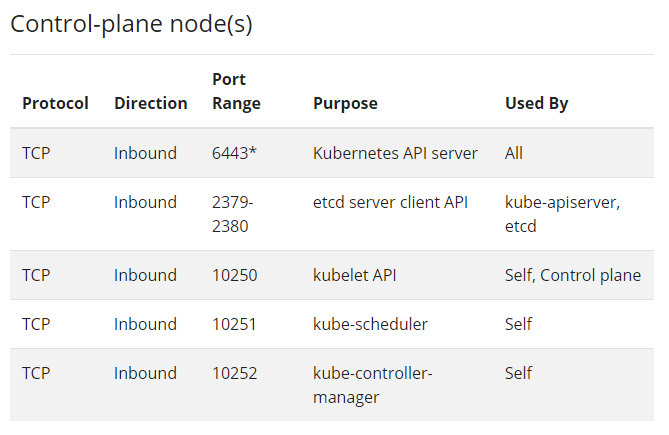 Control-plane node(s)
Protocol Direction Port Range Purpose Used By
TCP Inbound 6443* Kubernetes API server All
TCP Inbound 2379-2380 etcd server client API kube-apiserver, etcd
TCP Inbound 10250 kubelet API Self, Control plane
TCP Inbound 10251 kube-scheduler Self
TCP Inbound 10252 kube-controller-manager Self